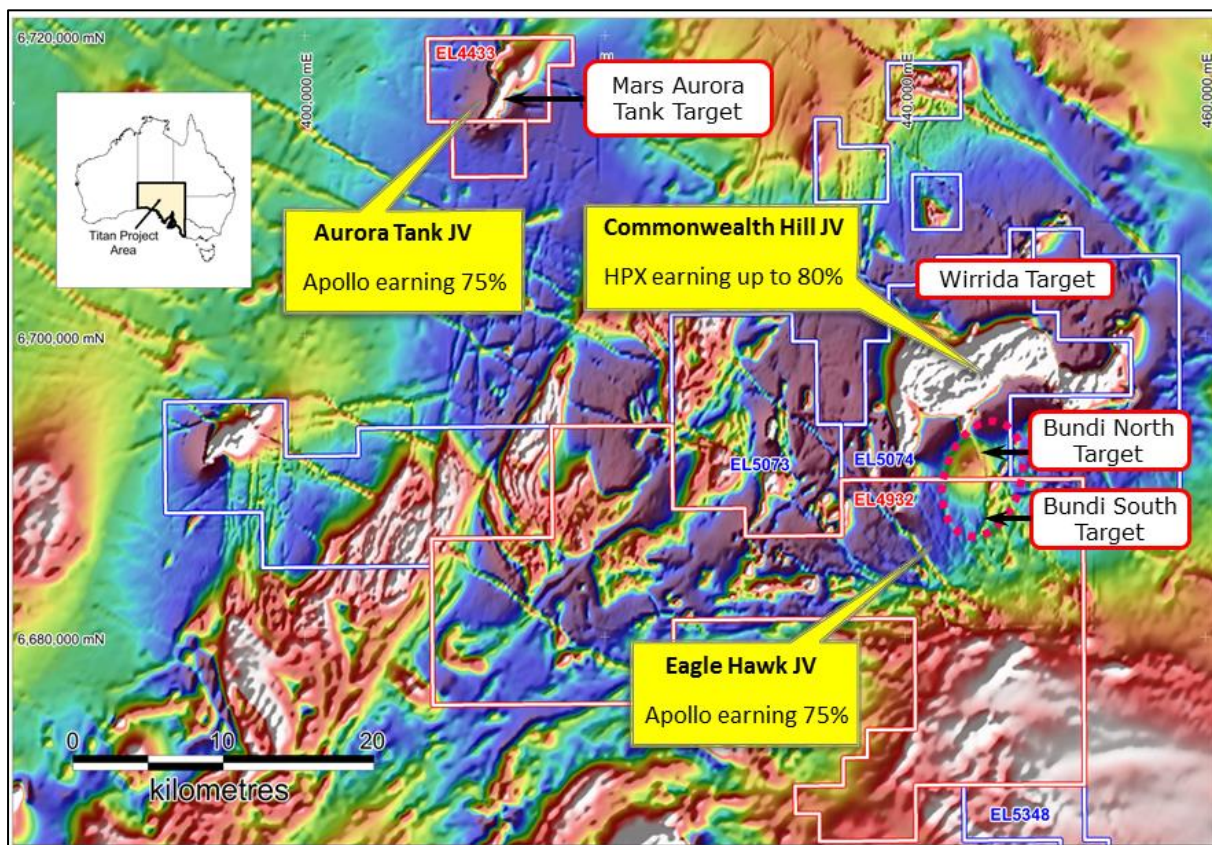 6,720,000 mN
EL4433
400,000 mE
m
440,000 mE
460,0
Mars Aurora
Tank Target
Titan Project
Area
Aurora Tank JV
Apollo earning 75%
Commonwealth Hill JV
HPX earning up to 80%
Wirrida Target
6,700,000 mN
EL5073
EL5074
EL4932
Bundi North
Target
Bundi South
Target
6,680,000 mN
Eagle Hawk JV
Apollo earning 75%
0 10 20
kilometres
EL5348